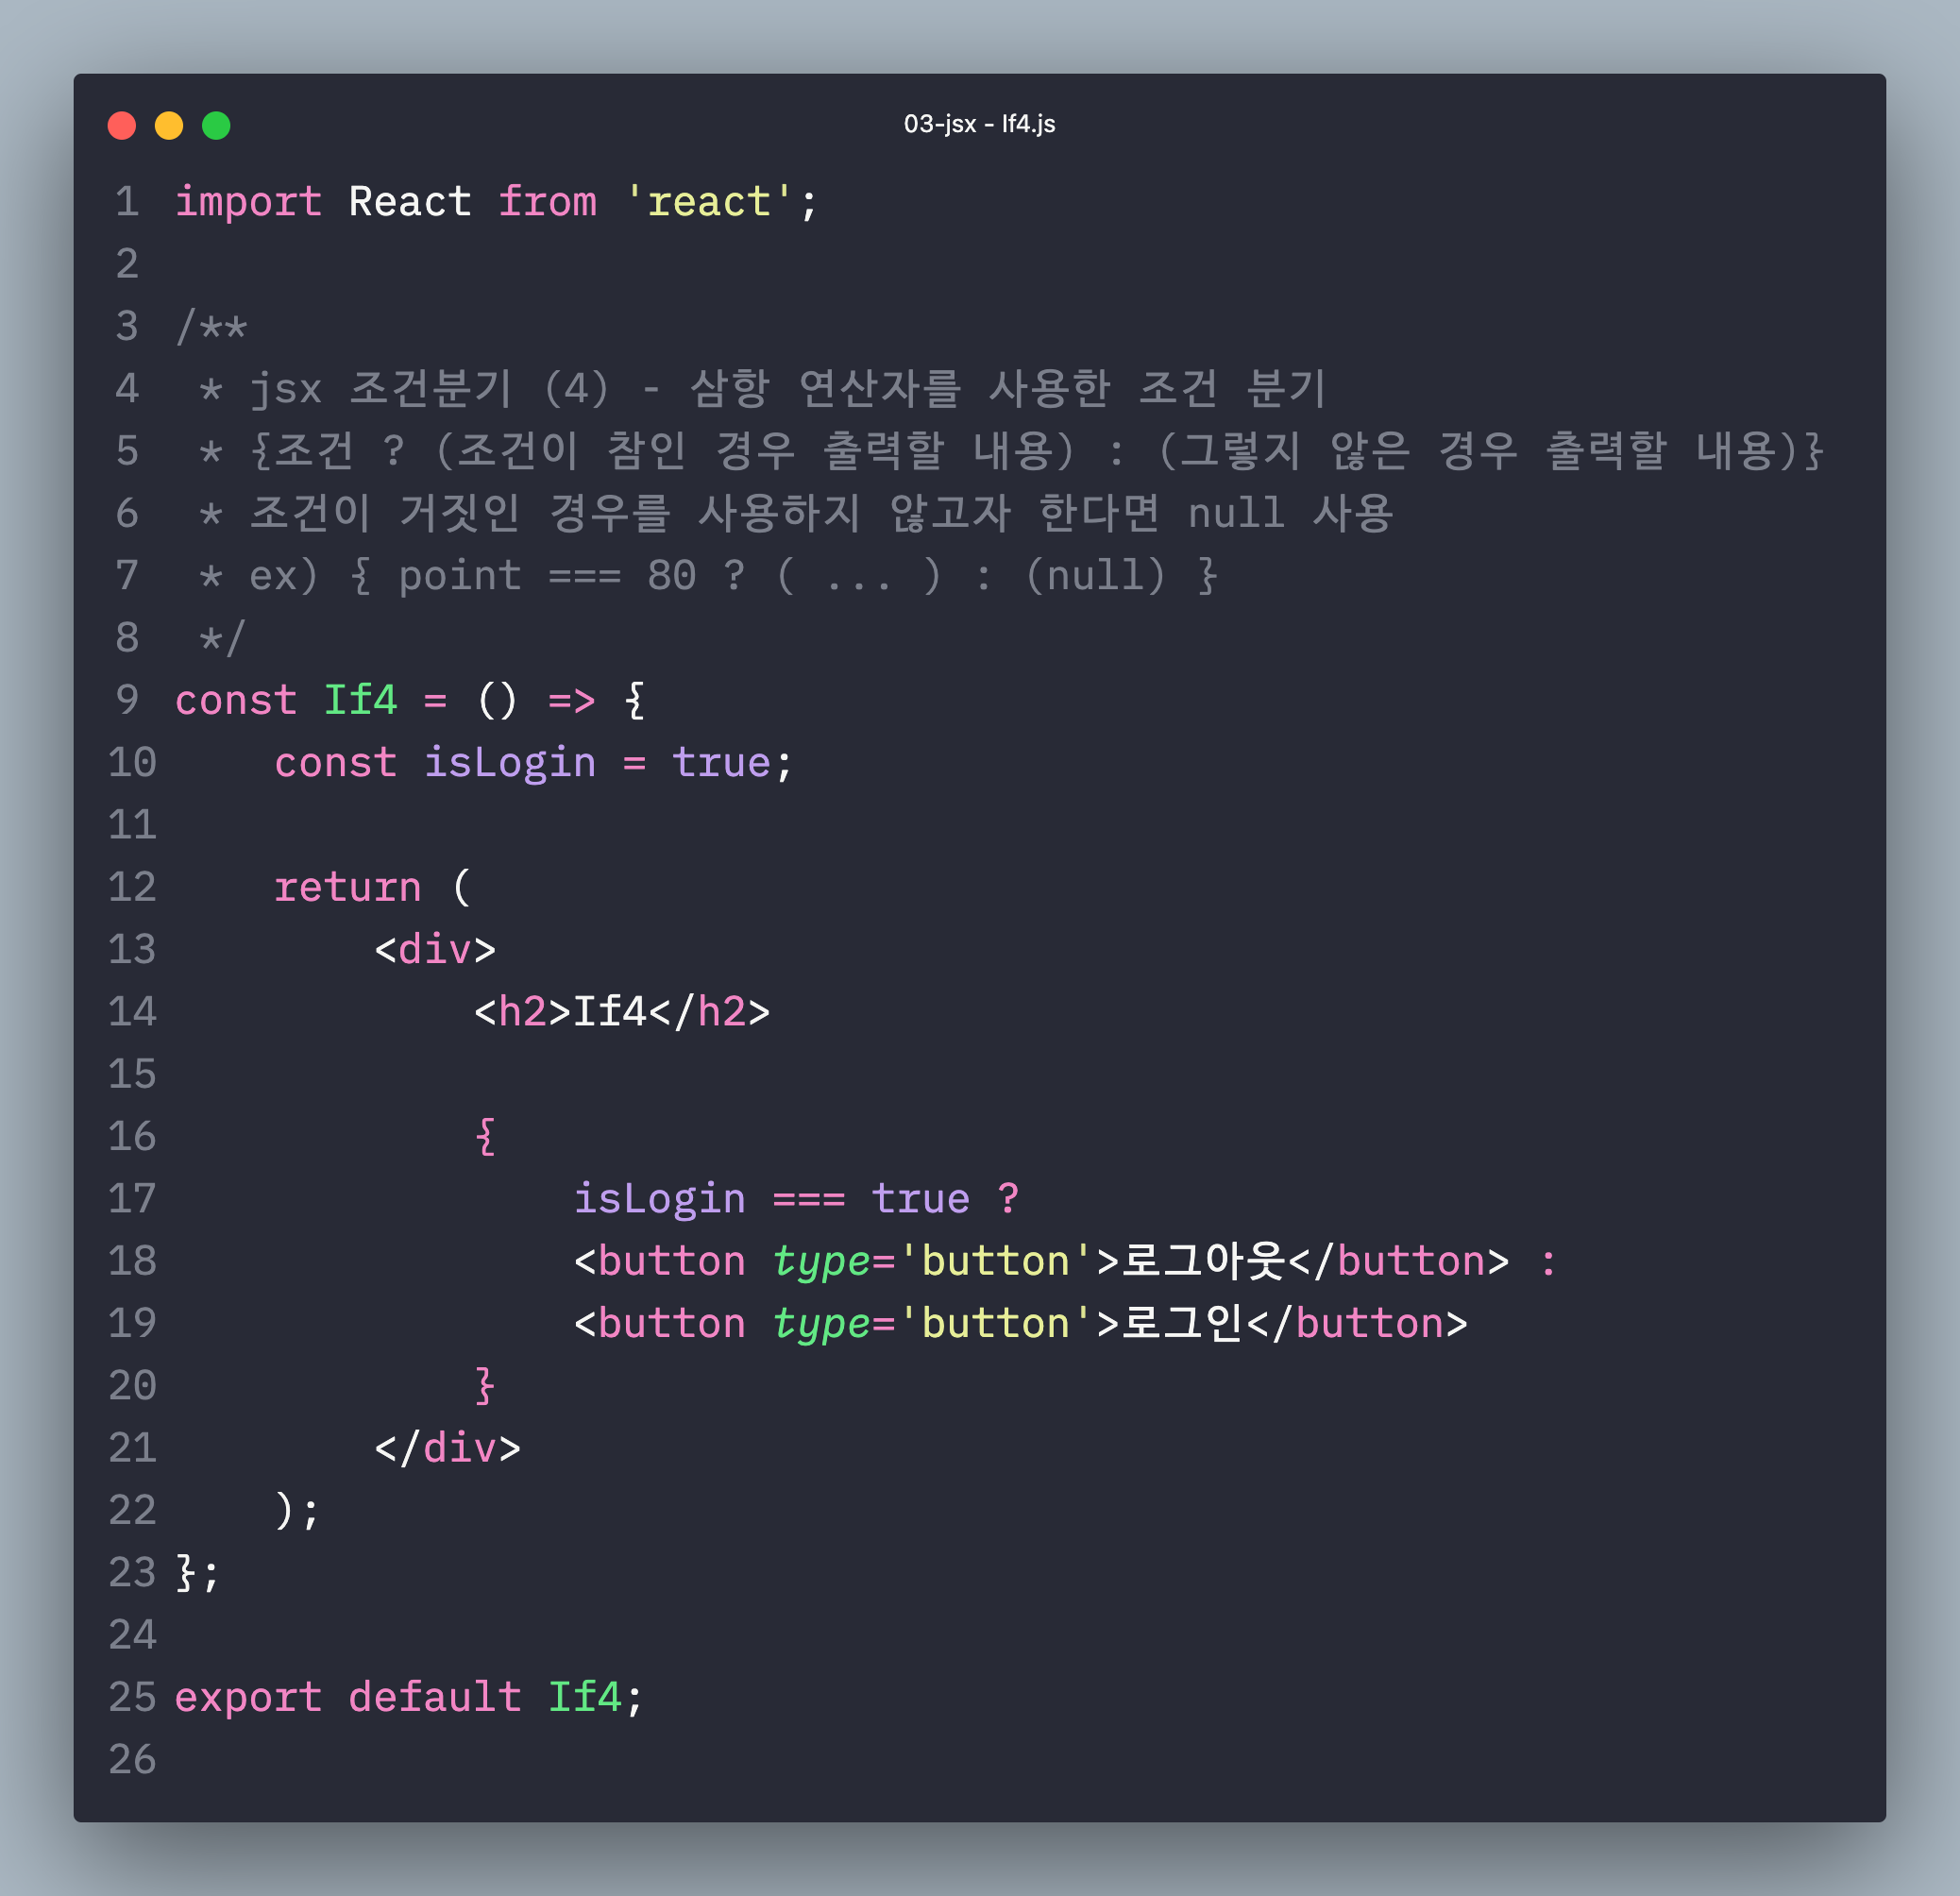 03-jsx - If4.js
1 import React from 'react';
2
3 /**
4  * jsx 조건분기 (4) - 삼항 연산자를 사용한 조건 분기
5  * {조건 ? (조건이 참인 경우 출력할 내용) : (그렇지 않은 경우 출력할 내용)}
6  * 조건이 거짓인 경우를 사용하지 않고자 한다면 null 사용
7  * ex) { point === 80 ? ( ... ) : (null) }
8  */
9 const If4 = () => {
10     const isLogin = true;
11
12     return (
13         <div>
14             <h2>If4</h2>
15
16             {
17                 isLogin === true ?
18                 <button type='button'>로그아웃</button> :
19                 <button type='button'>로그인</button>
20             }
21         </div>
22     );
23 };
24
25 export default If4;
26